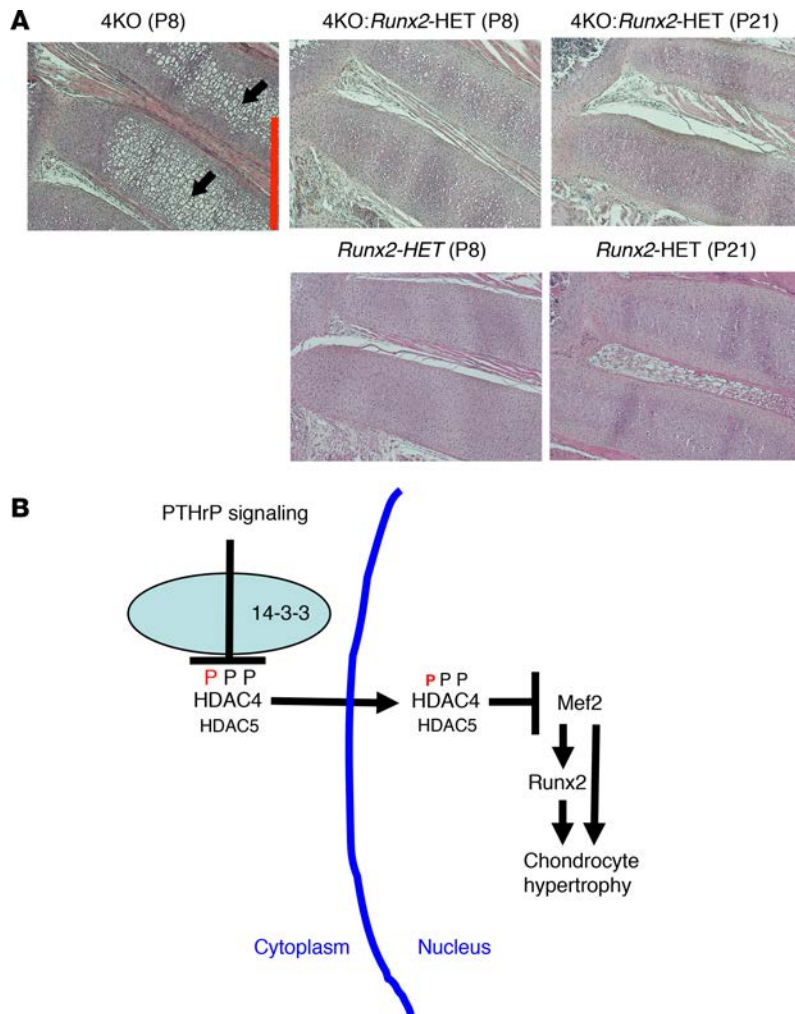 A
4KO (P8)
4KO:Runx2-HET (P8)
4KO:Runx2-HET (P21)
Runx2-HET (P8)
Runx2-HET (P21)
B
PTHrP signaling
14-3-3
P P P
HDAC4
HDAC5
P P P
HDAC4
HDAC5
Mef2
Runx2
Chondrocyte
hypertrophy
Cytoplasm
Nucleus